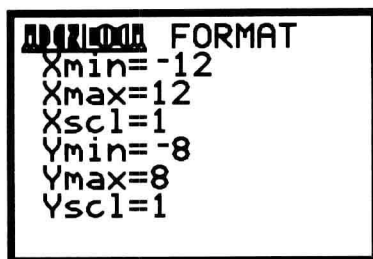 FORMAT
Xmin=-12
Xmax=12
Xscl=1
Ymin=-8
Ymax=8
Yscl=1